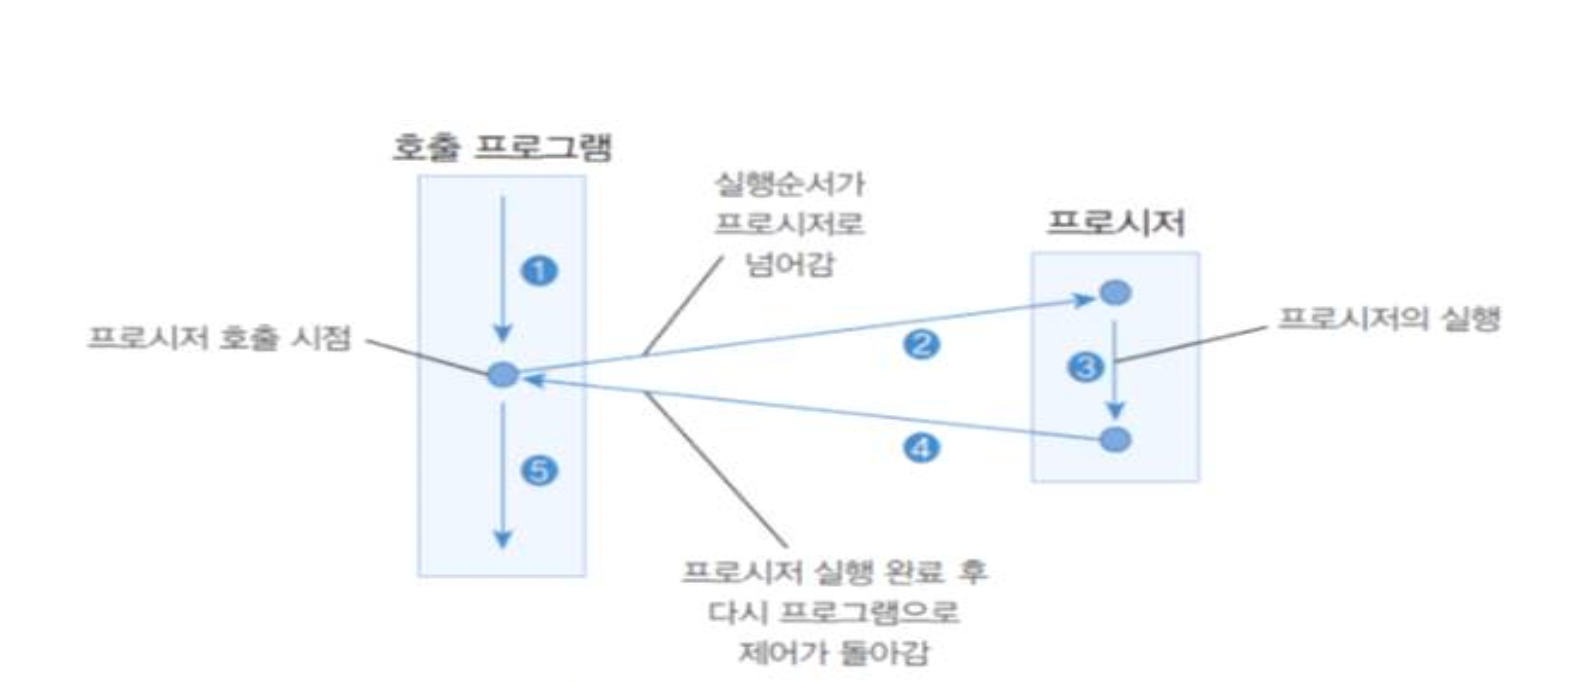 호출 프로그램
실행순서가
프로시저로
넘어감
프로시저
1
프로시저의 실행
프로시저 호출 시점
2
3
4
5
프로시저 실행 완료 후
다시 프로그램으로
제어가 돌아감